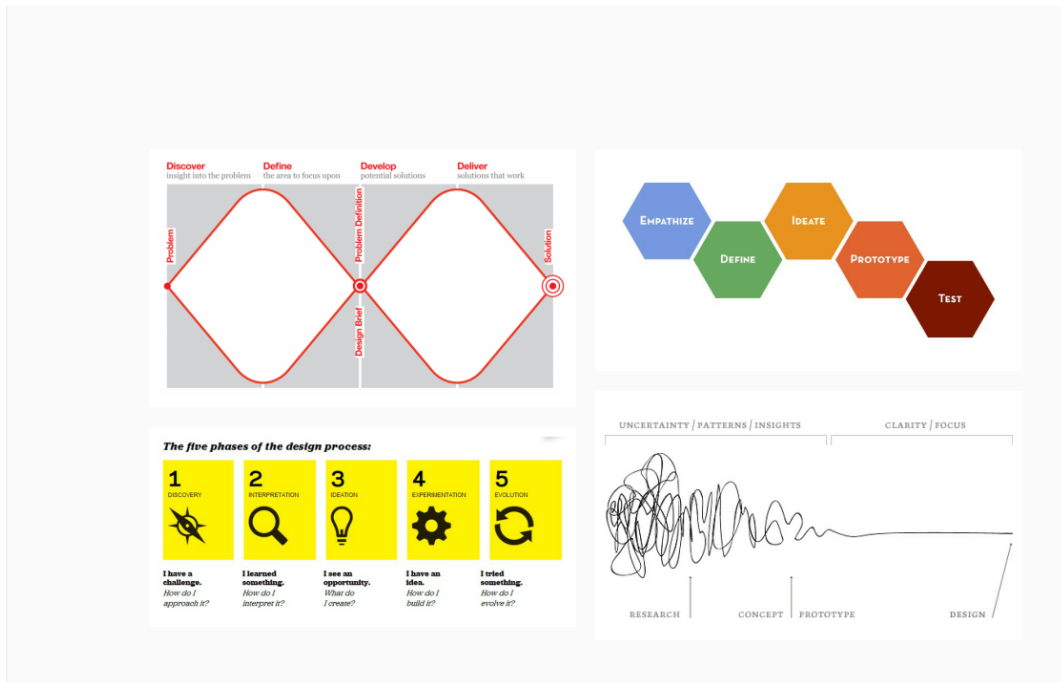 Discover
insight into the problem
Define
the area to focus upon
Develop
potential solutions
Deliver
solutions that work
Problem
Problem Definition
Design Brief
Solution
EMPATHIZE
DEFINE
IDEATE
PROTOTYPE
TEST
The five phases of the design process:
1
DISCOVERY
I have a
challenge.
How do I
approach it?
2
INTERPRETATION
I learned
something.
How do I
interpret it?
3
IDEATION
I see an
opportunity.
What do
I create?
4
EXPERIMENTATION
I have an
idea.
How do I
build it?
5
EVOLUTION
I tried
something.
How do I
evolve it?
UNCERTAINTY / PATTERNS / INSIGHTS
CLARITY / FOCUS
RESEARCH
CONCEPT
PROTOTYPE
DESIGN